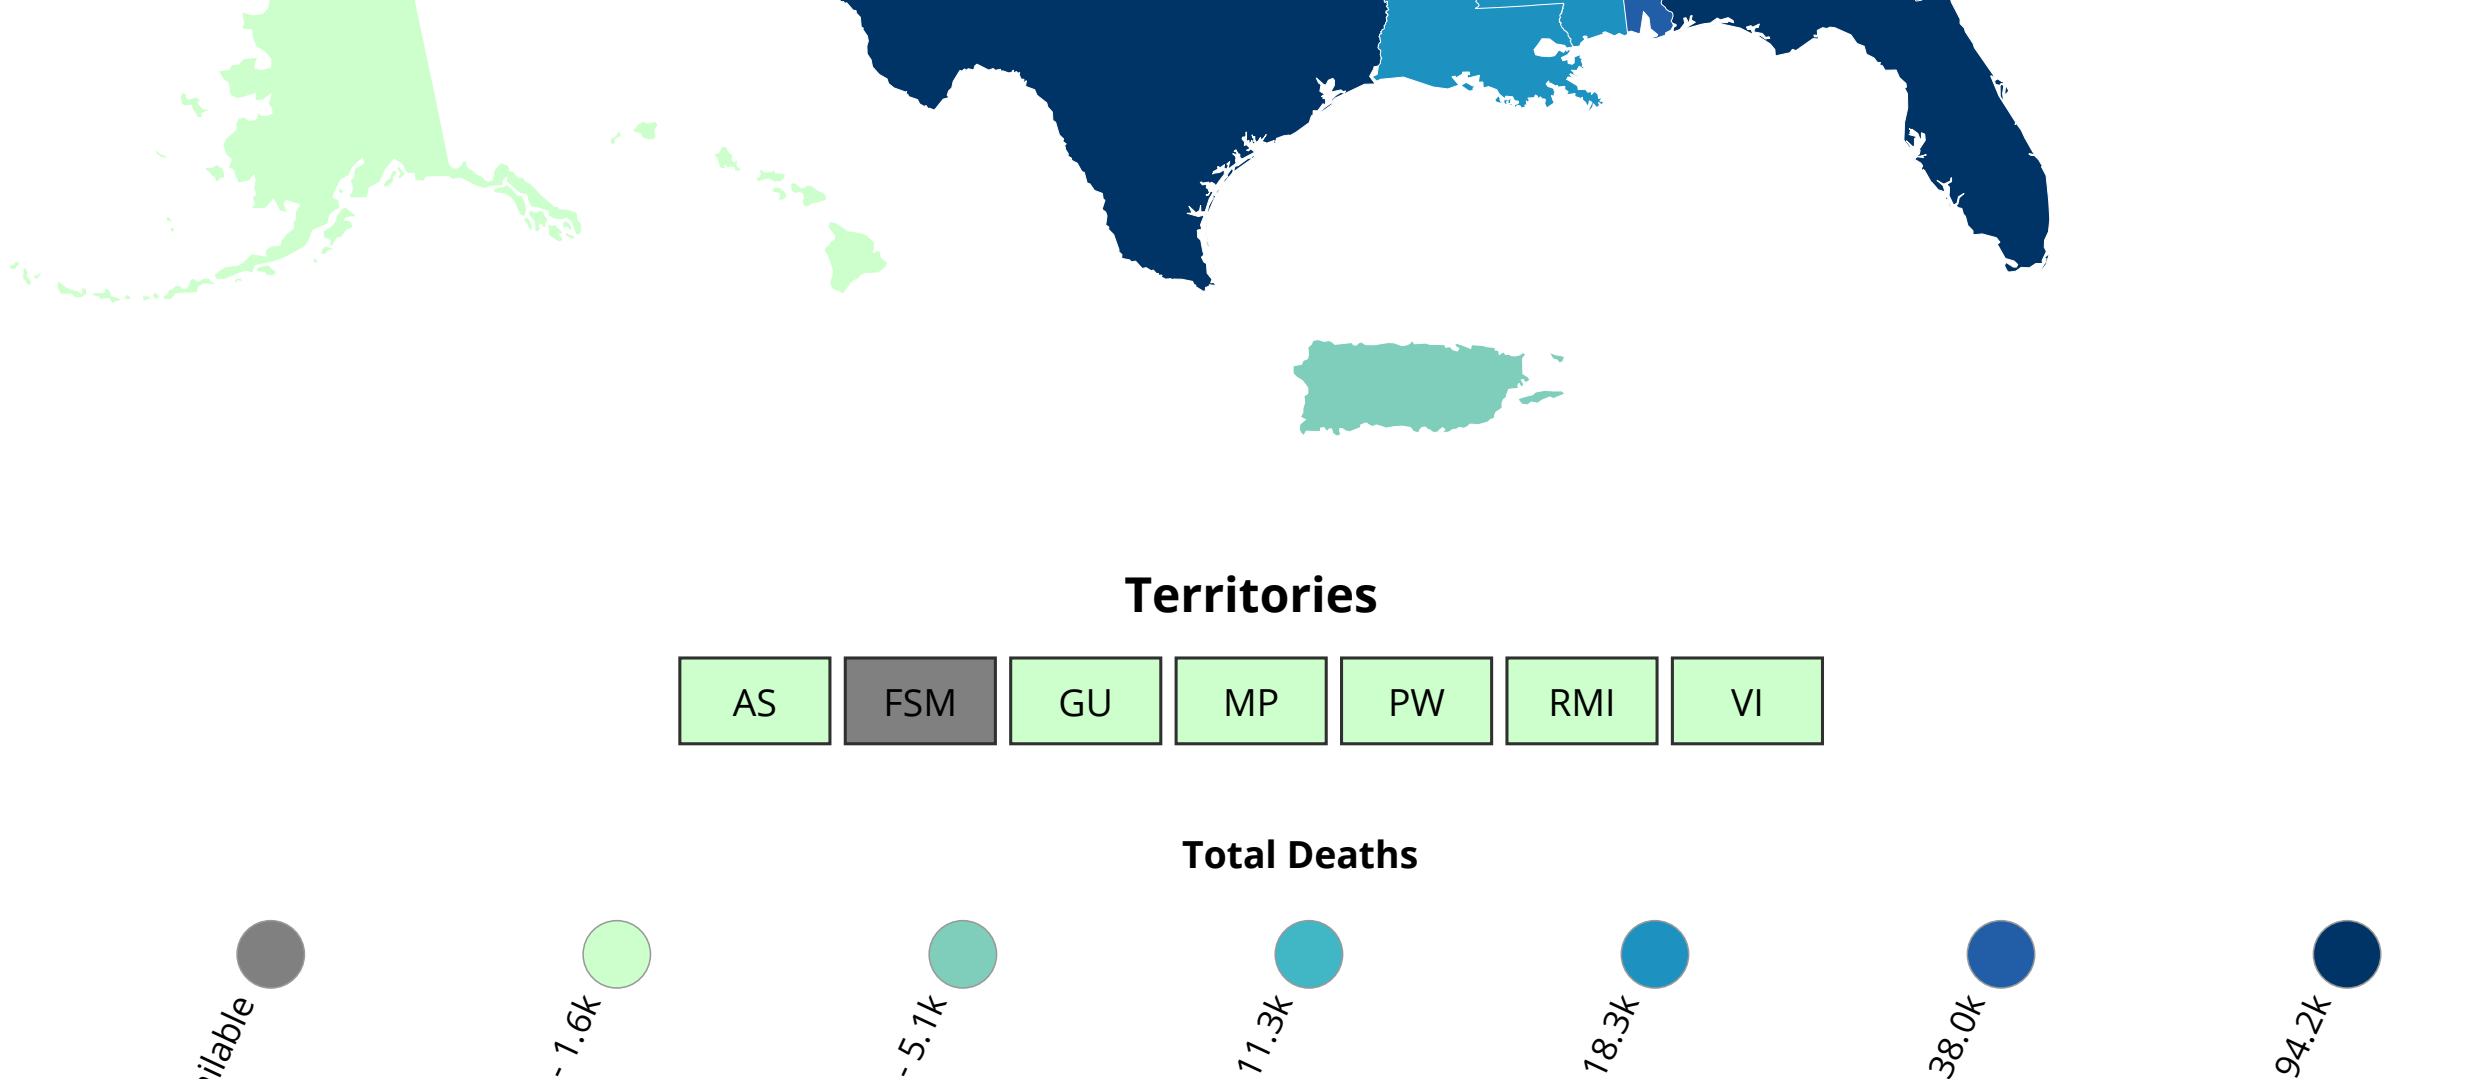 Territories
AS FSM GU MP PW RMI VI
Total Deaths
- 1.6k
- 5.1k
11.3k
18.3k
38.0k
94.2k